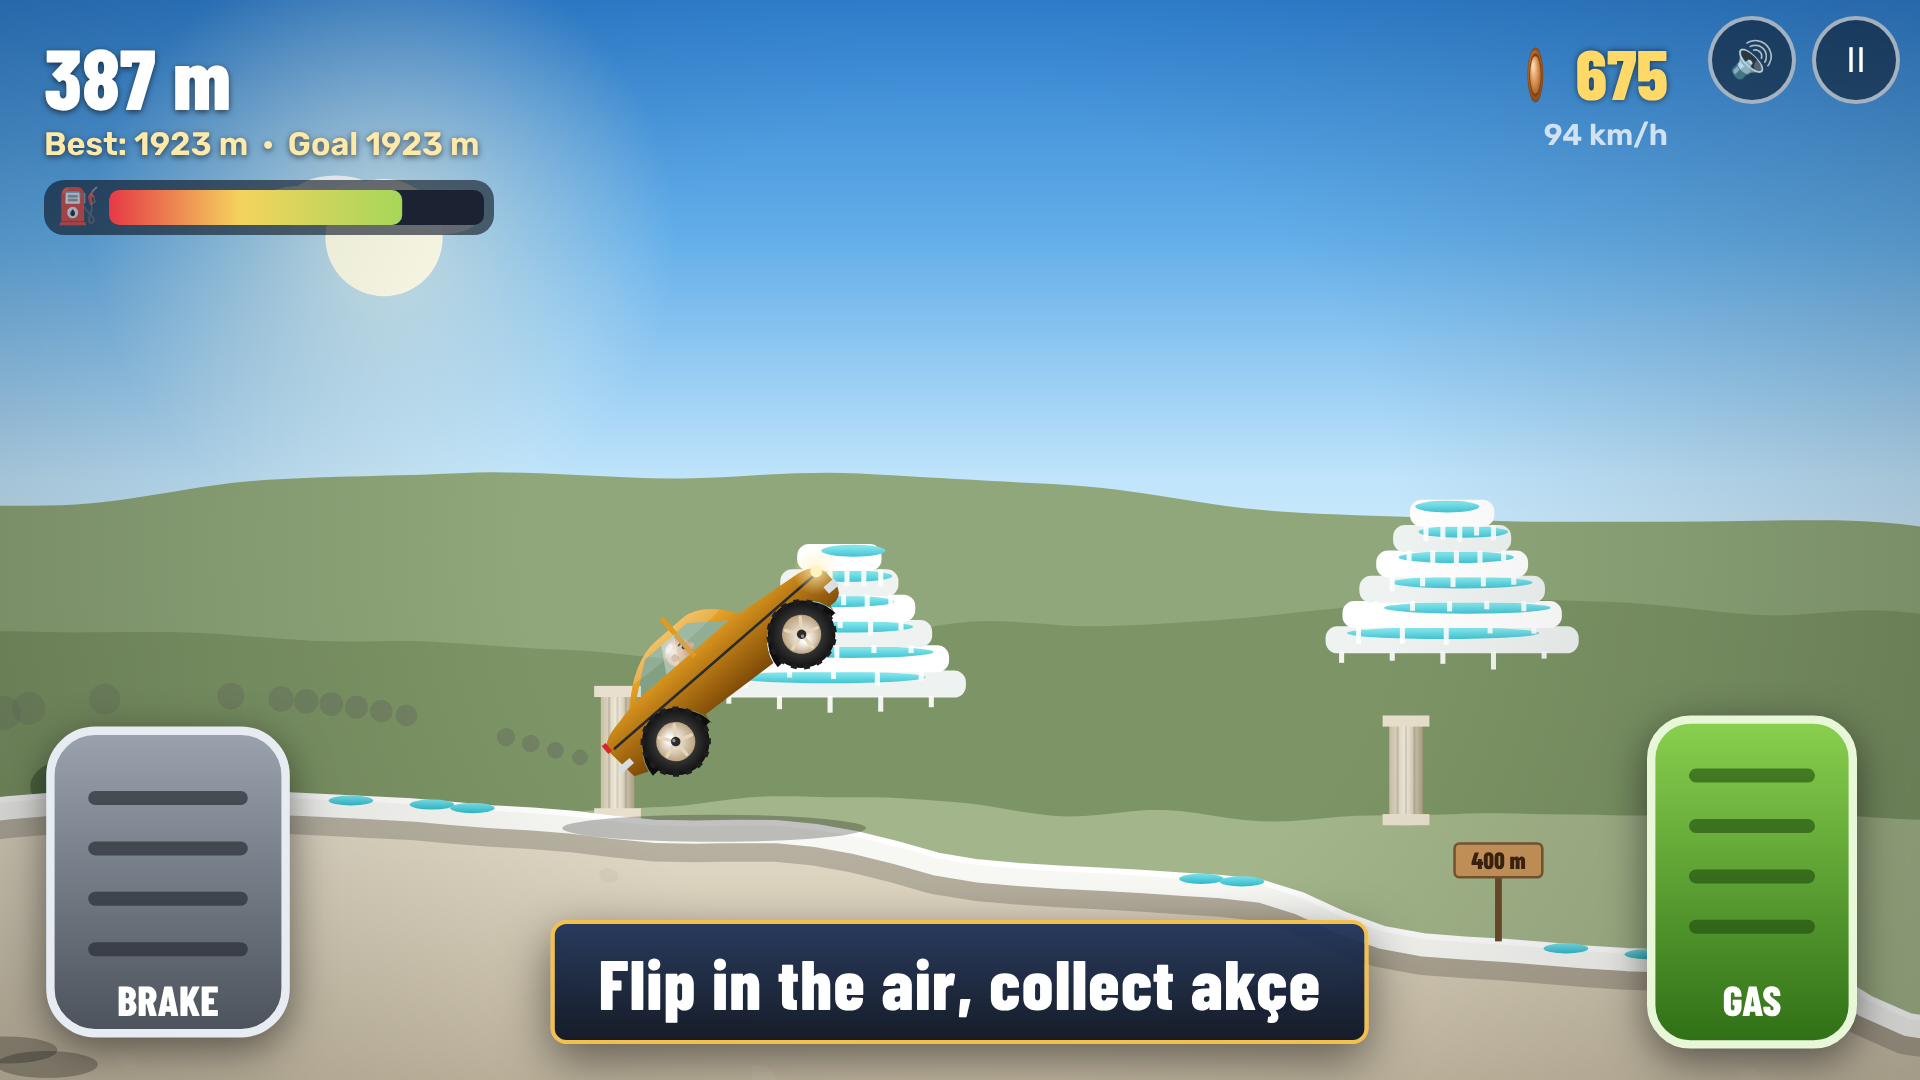 387 m
Best: 1923 m • Goal 1923 m
675
94 km/h
400 m
Flip in the air, collect akçe
BRAKE
GAS